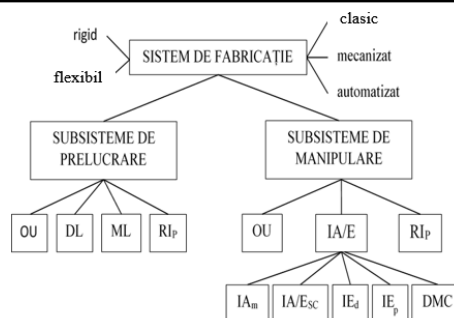 clasic
rigid
SISTEM DE FABRICAȚIE
mecanizat
flexibil
automatizat
SUBSISTEME DE
PRELUCRARE
SUBSISTEME DE
MANIPULARE
OU
DL
ML
RIP
OU
IA/E
RIP
IAm
IA/ESC
IEd
IEp
DMC